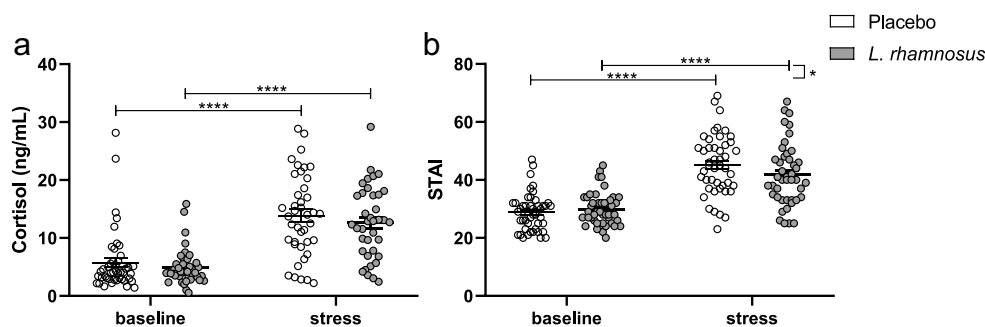 Placebo
L. rhamnosus
a
Cortisol (ng/mL)
40
30
20
10
0
****
****
baseline
stress
b
STAI
80
60
40
20
0
****
****
*
baseline
stress